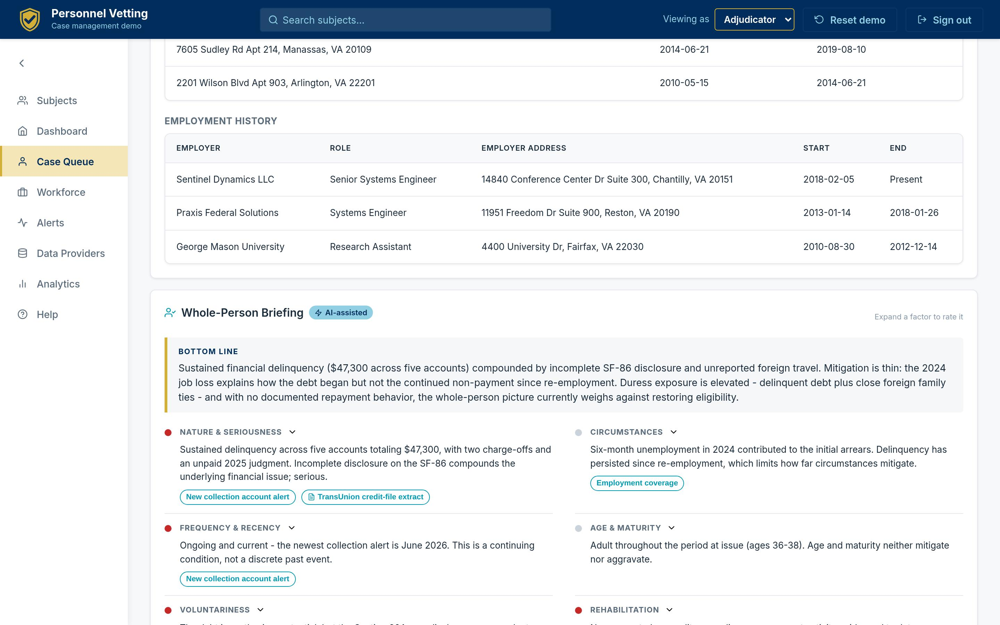 Personnel Vetting
Case management demo
Search subjects...
Viewing as
Adjudicator
Reset demo
Sign out
Subjects
Dashboard
Case Queue
Workforce
Alerts
Data Providers
Analytics
Help
7605 Sudley Rd Apt 214, Manassas, VA 20109 2014-06-21 2019-08-10
2201 Wilson Blvd Apt 903, Arlington, VA 22201 2010-05-15 2014-06-21
EMPLOYMENT HISTORY
EMPLOYER ROLE EMPLOYER ADDRESS START END
Sentinel Dynamics LLC Senior Systems Engineer 14840 Conference Center Dr Suite 300, Chantilly, VA 20151 2018-02-05 Present
Praxis Federal Solutions Systems Engineer 11951 Freedom Dr Suite 900, Reston, VA 20190 2013-01-14 2018-01-26
George Mason University Research Assistant 4400 University Dr, Fairfax, VA 22030 2010-08-30 2012-12-14
Whole-Person Briefing
AI-assisted
Expand a factor to rate it
BOTTOM LINE
Sustained financial delinquency ($47,300 across five accounts) compounded by incomplete SF-86 disclosure and unreported foreign travel. Mitigation is thin: the 2024
job loss explains how the debt began but not the continued non-payment since re-employment. Duress exposure is elevated - delinquent debt plus close foreign family
ties - and with no documented repayment behavior, the whole-person picture currently weighs against restoring eligibility.
NATURE & SERIOUSNESS
Sustained delinquency across five accounts totaling $47,300, with two charge-offs and
an unpaid 2025 judgment. Incomplete disclosure on the SF-86 compounds the
underlying financial issue; serious.
New collection account alert
TransUnion credit-file extract
CIRCUMSTANCES
Six-month unemployment in 2024 contributed to the initial arrears. Delinquency has
persisted since re-employment, which limits how far circumstances mitigate.
Employment coverage
FREQUENCY & RECENCY
Ongoing and current - the newest collection alert is June 2026. This is a continuing
condition, not a discrete past event.
New collection account alert
AGE & MATURITY
Adult throughout the period at issue (ages 36-38). Age and maturity neither mitigate
nor aggravate.
VOLUNTARINESS
REHABILITATION